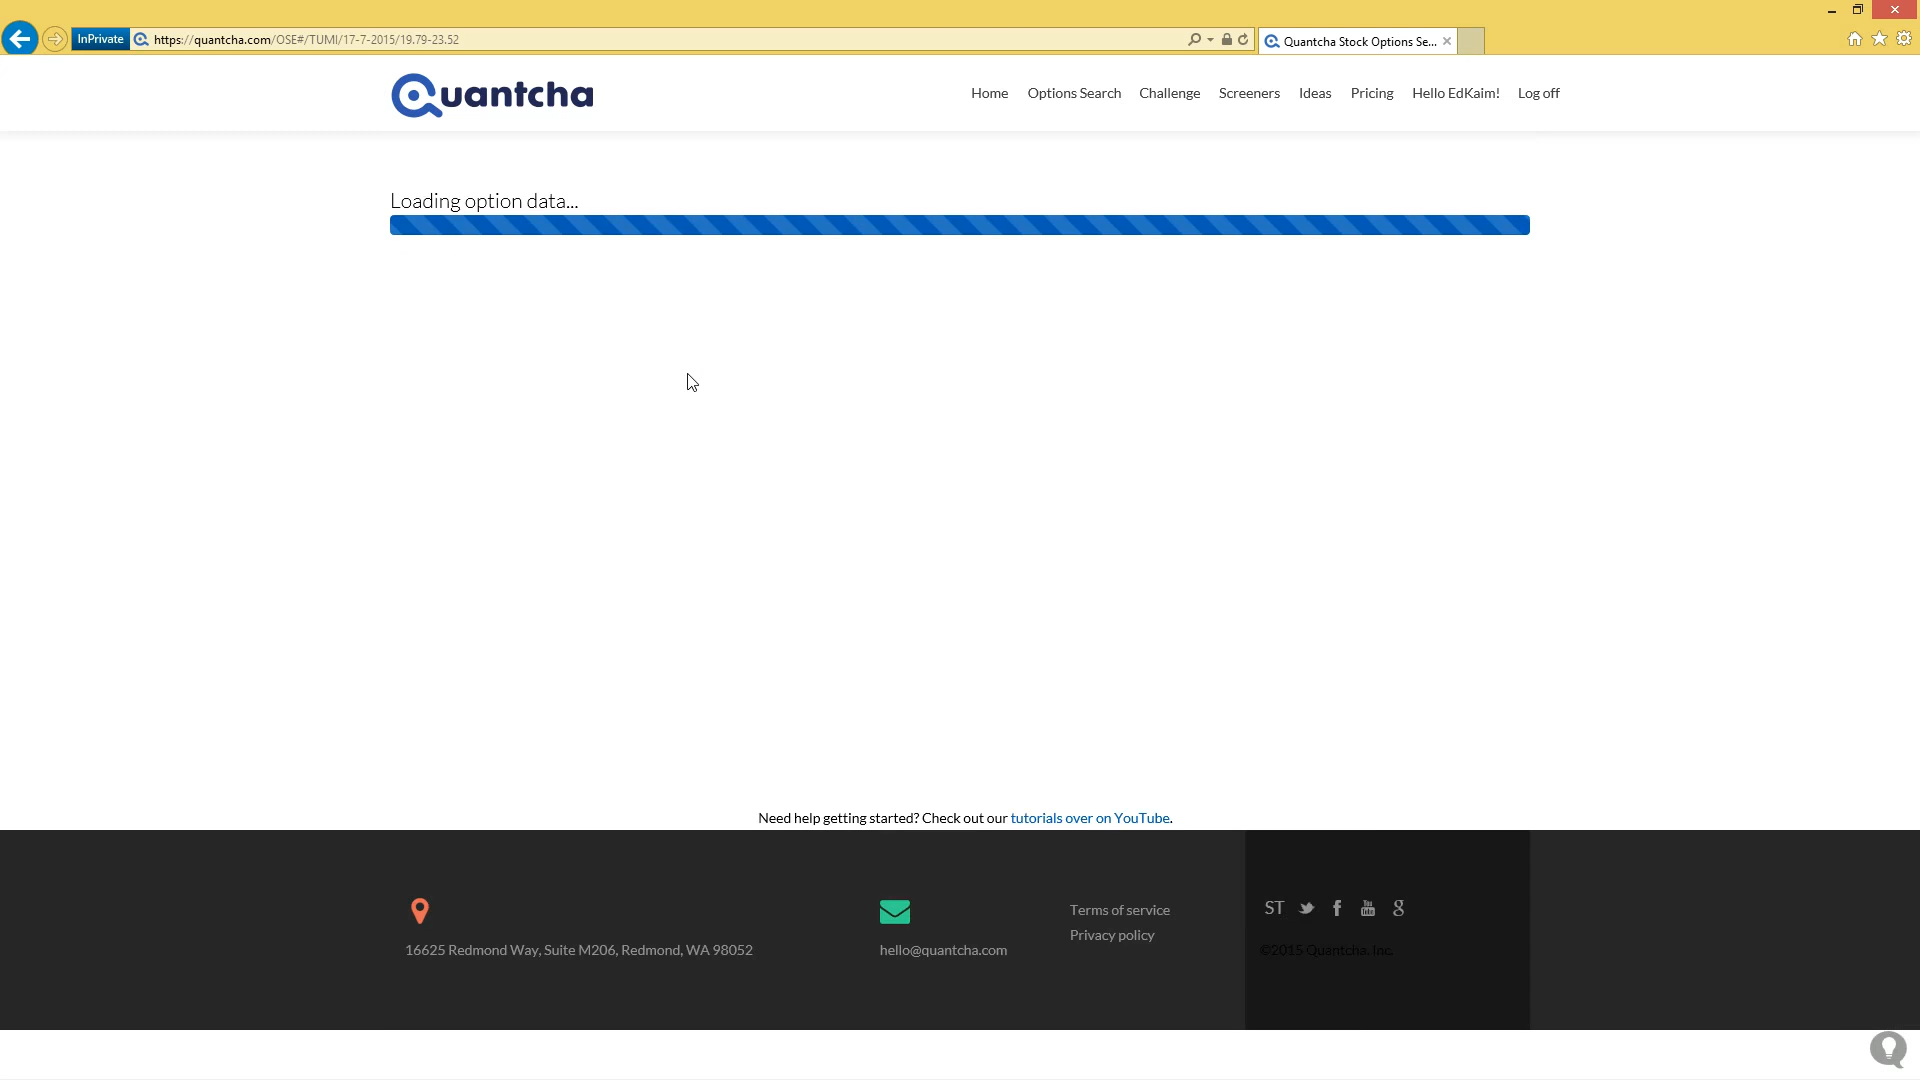 InPrivate
https://quantcha.com/OSE#/TUMI/17-7-2015/19.79-23.52
Quantcha Stock Options Se...
Quantcha
Home Options Search Challenge Screeners Ideas Pricing Hello EdKaim! Log off
Loading option data...
Need help getting started? Check out our tutorials over on YouTube.
16625 Redmond Way, Suite M206, Redmond, WA 98052
hello@quantcha.com
Terms of service
Privacy policy
ST
You Tube
©2015 Quantcha, Inc.